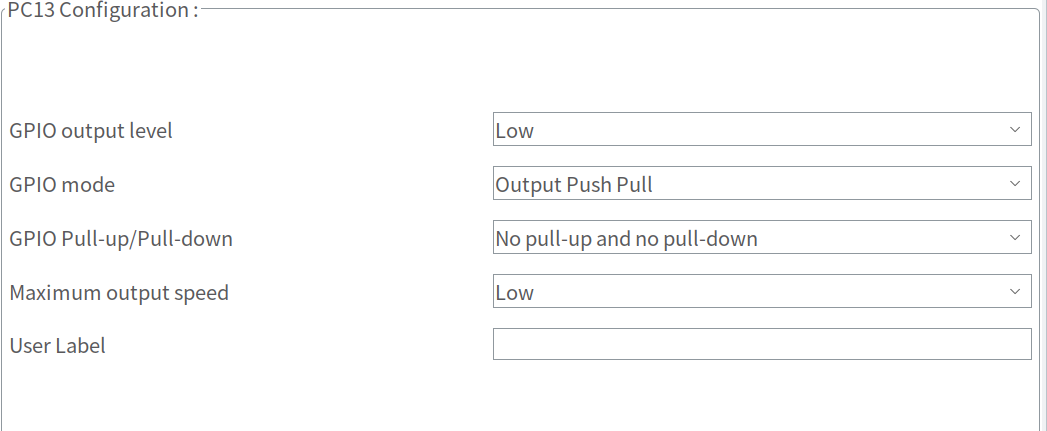 PC13 Configuration :
GPIO output level Low
GPIO mode Output Push Pull
GPIO Pull-up/Pull-down No pull-up and no pull-down
Maximum output speed Low
User Label